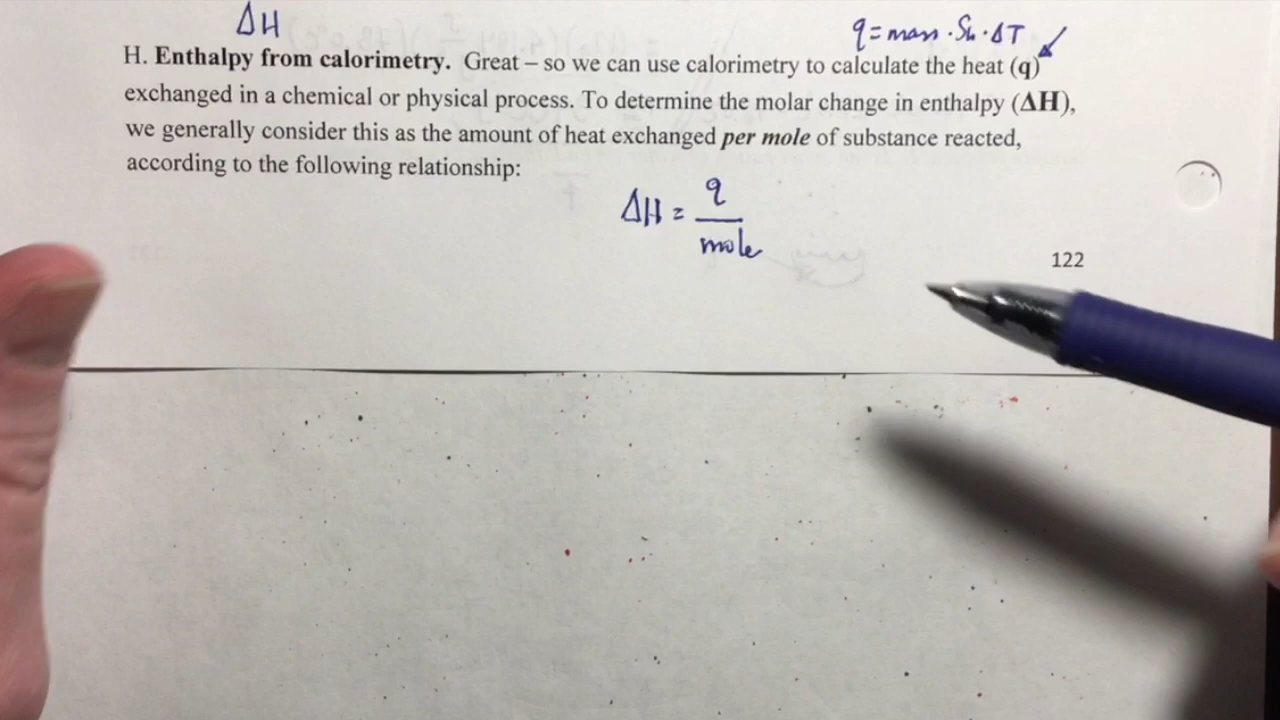 ΔH
q = mass · Sh · ΔT
H. Enthalpy from calorimetry. Great – so we can use calorimetry to calculate the heat (q)
exchanged in a chemical or physical process. To determine the molar change in enthalpy (ΔH),
we generally consider this as the amount of heat exchanged per mole of substance reacted,
according to the following relationship:
ΔH = q
mole
122